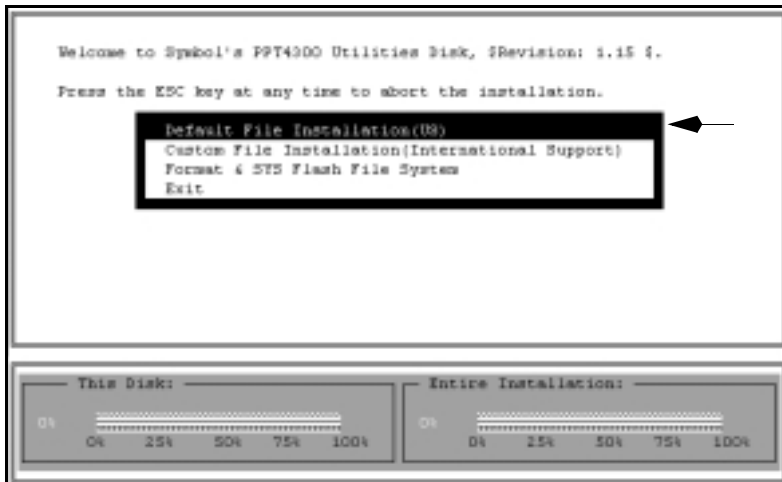 Welcome to Symbol's PPT4300 Utilities Disk, $Revision: 1.15 $.
Press the ESC key at any time to abort the installation.
Default File Installation(US)
Custom File Installation(International Support)
Format & SYS Flash File System
Exit
This Disk:
Entire Installation:
0%
0%
0% 25% 50% 75% 100%
0% 25% 50% 75% 100%